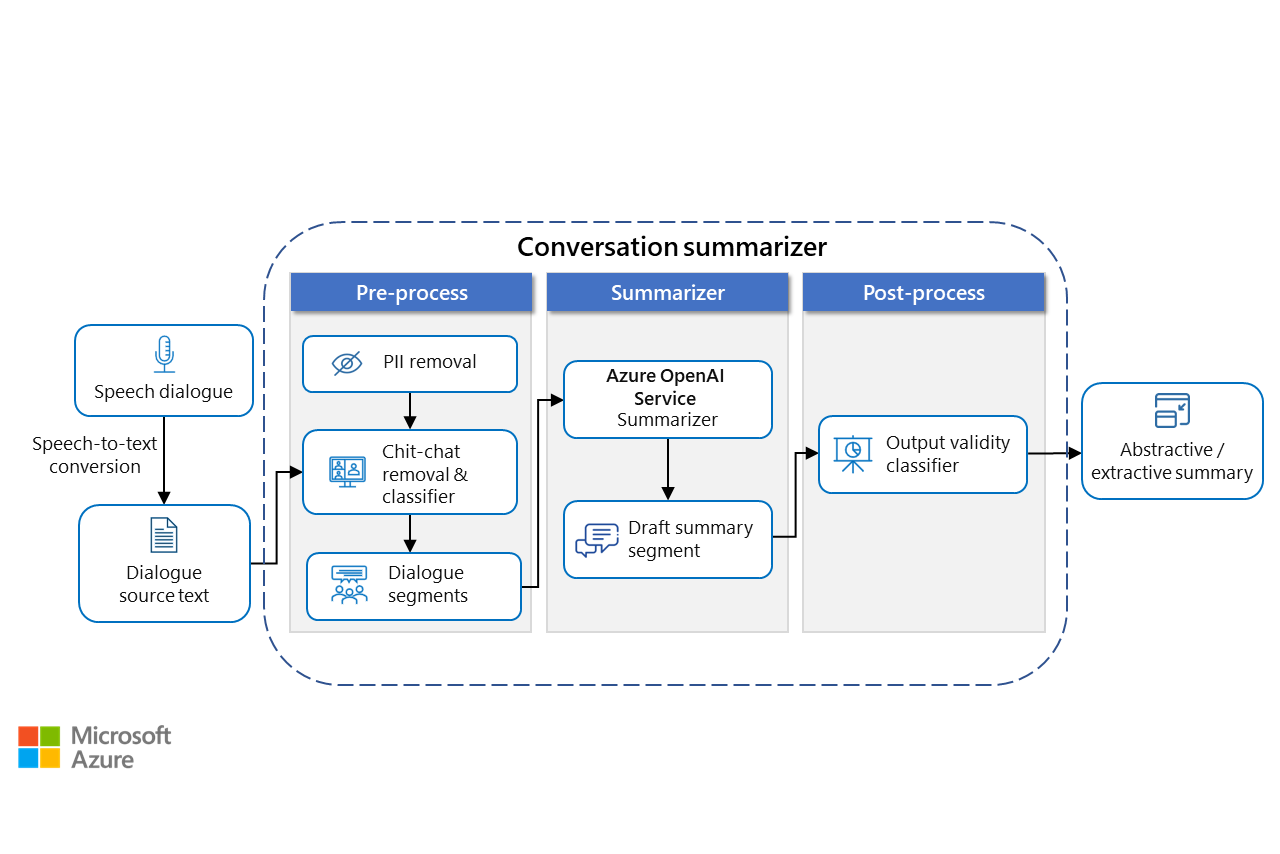 Conversation summarizer
Pre-process
Summarizer
Post-process
Speech dialogue
Speech-to-text
conversion
Dialogue
source text
PII removal
Chit-chat
removal &
classifier
Dialogue
segments
Azure OpenAI
Service
Summarizer
Draft summary
segment
Output validity
classifier
Abstractive /
extractive summary
Microsoft
Azure